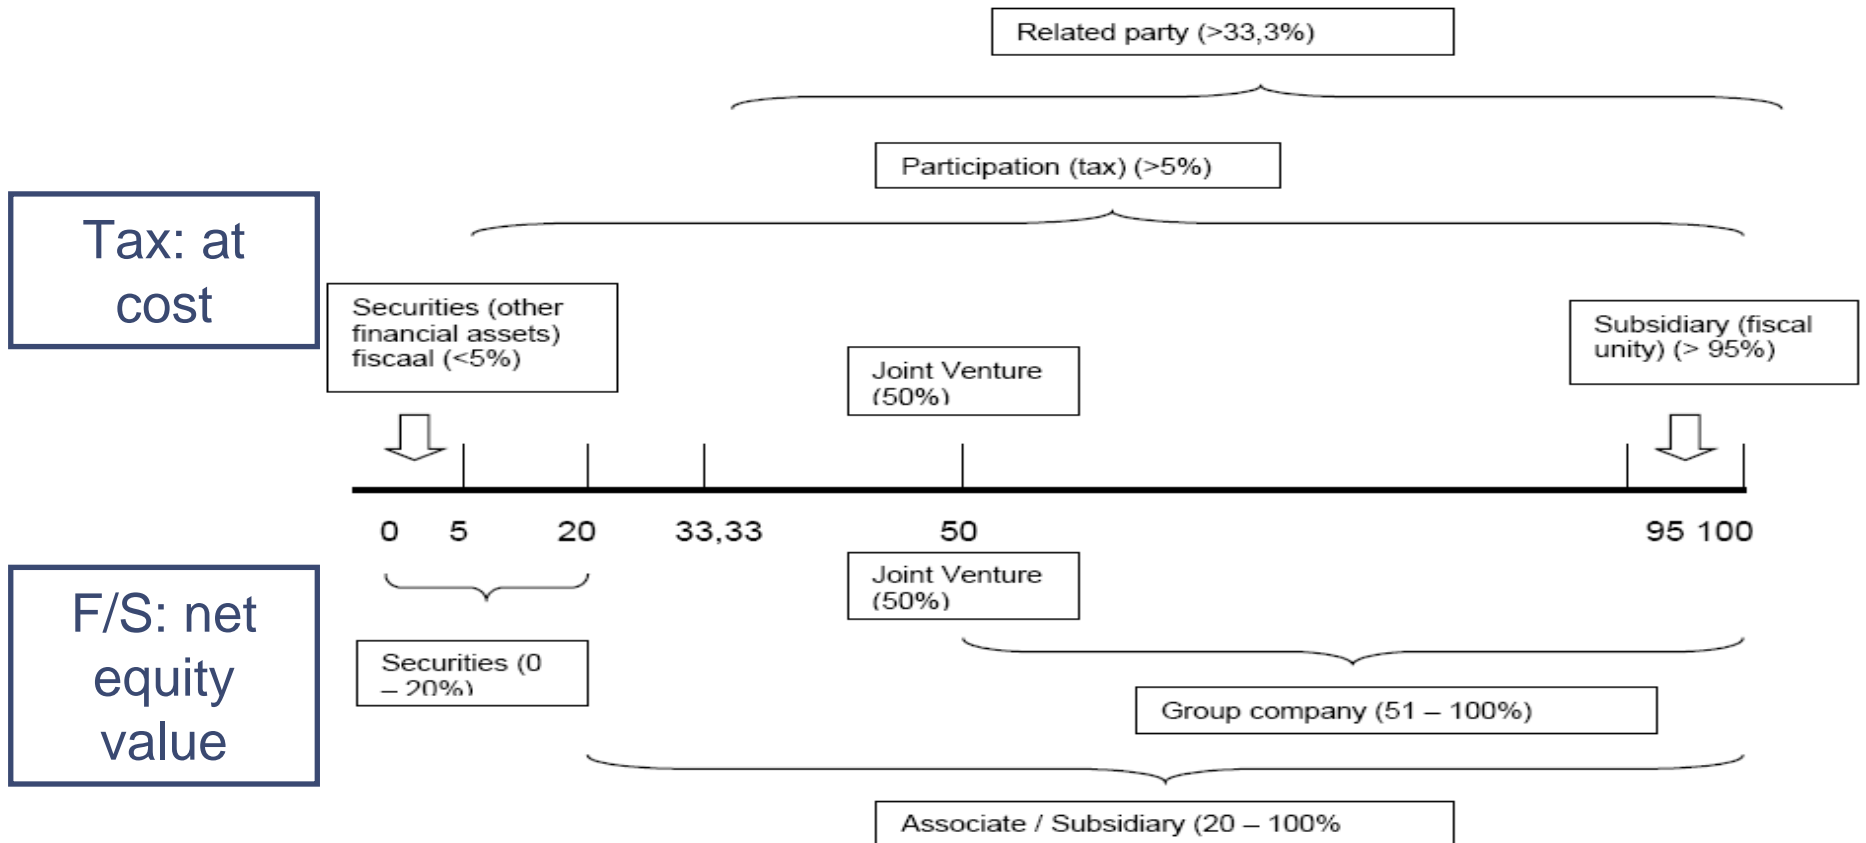 Related party (>33,3%)
Participation (tax) (>5%)
Tax: at
cost
Securities (other
financial assets)
fiscaal (<5%)
Subsidiary (fiscal
unity) (> 95%)
Joint Venture
(50%)
0 5 20 33,33 50 95 100
Joint Venture
(50%)
F/S: net
equity
value
Securities (0
– 20%)
Group company (51 – 100%)
Associate / Subsidiary (20 – 100%